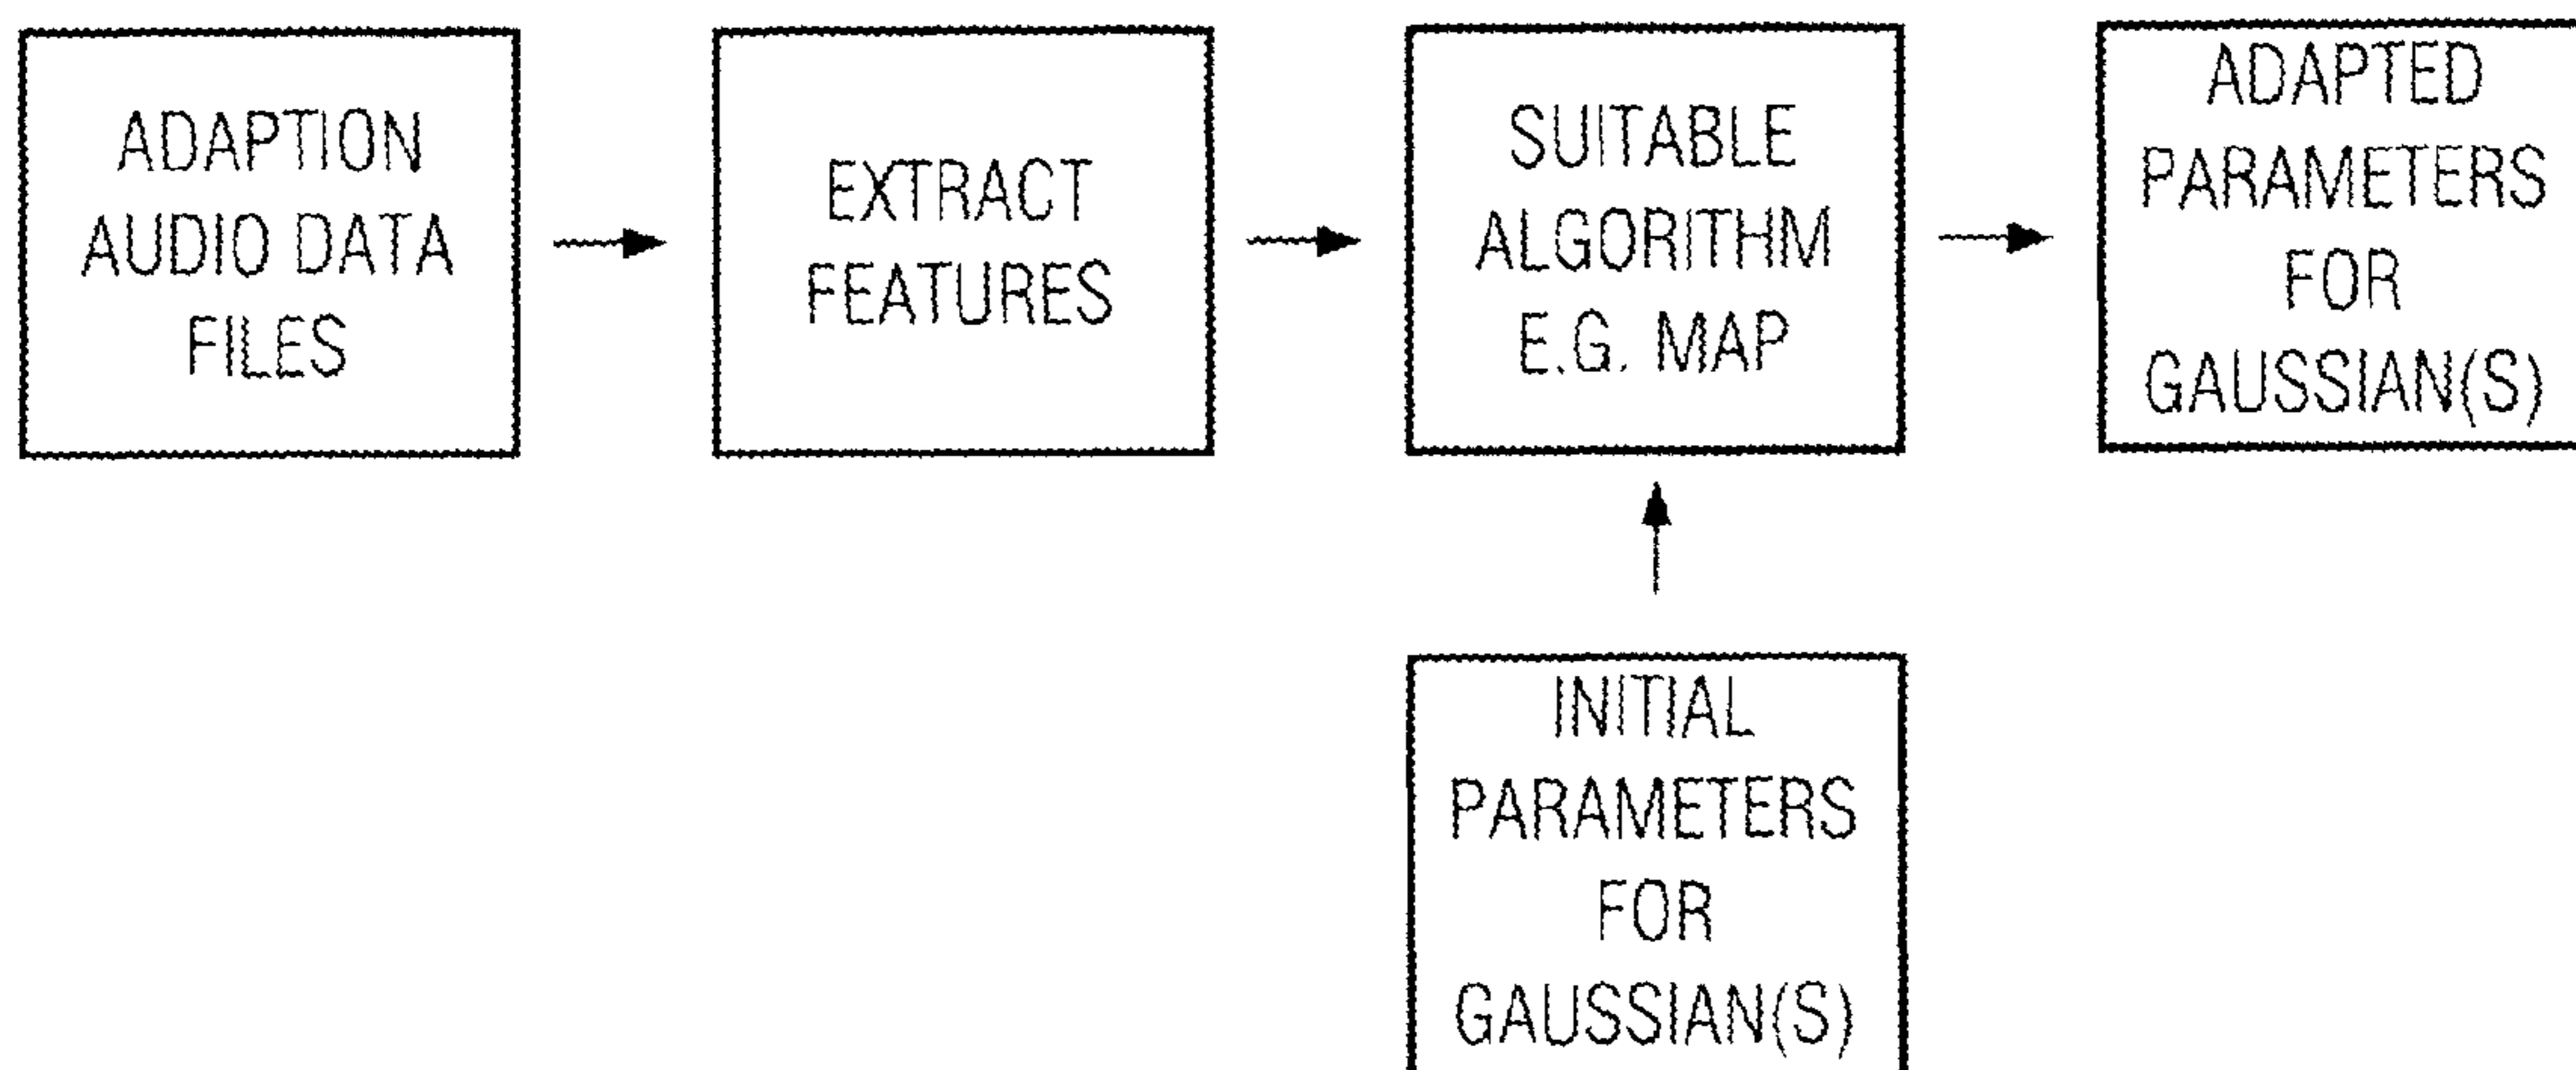 ADAPTION
AUDIO DATA
FILES
EXTRACT
FEATURES
SUITABLE
ALGORITHM
E.G. MAP
ADAPTED
PARAMETERS
FOR
GAUSSIAN(S)
INITIAL
PARAMETERS
FOR
GAUSSIAN(S)